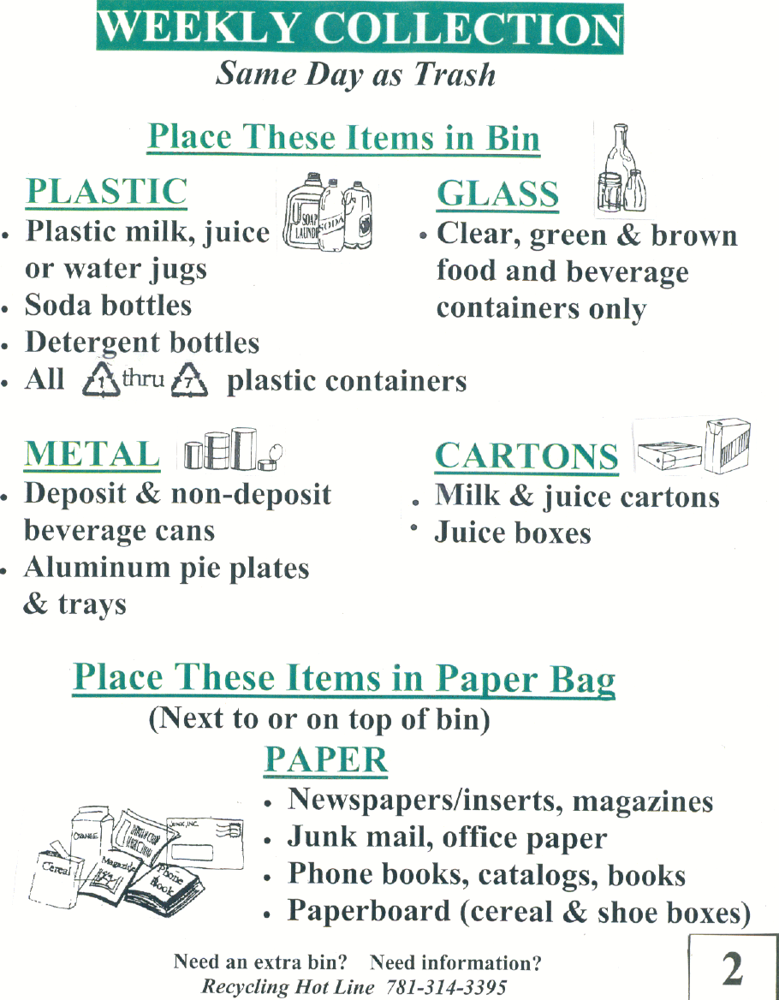 WEEKLY COLLECTION
Same Day as Trash
Place These Items in Bin
PLASTIC
SOAP
LAUND
SODA
• Plastic milk, juice
or water jugs
• Soda bottles
• Detergent bottles
• All 1 thru 7 plastic containers
GLASS
• Clear, green & brown
food and beverage
containers only
METAL
• Deposit & non-deposit
beverage cans
• Aluminum pie plates
& trays
CARTONS
• Milk & juice cartons
• Juice boxes
Place These Items in Paper Bag
(Next to or on top of bin)
PAPER
• Newspapers/inserts, magazines
• Junk mail, office paper
• Phone books, catalogs, books
• Paperboard (cereal & shoe boxes)
JUNK, INC.
ORANGE
Cereal
Magazine
Phone
Book
Need an extra bin? Need information?
Recycling Hot Line 781-314-3395
2